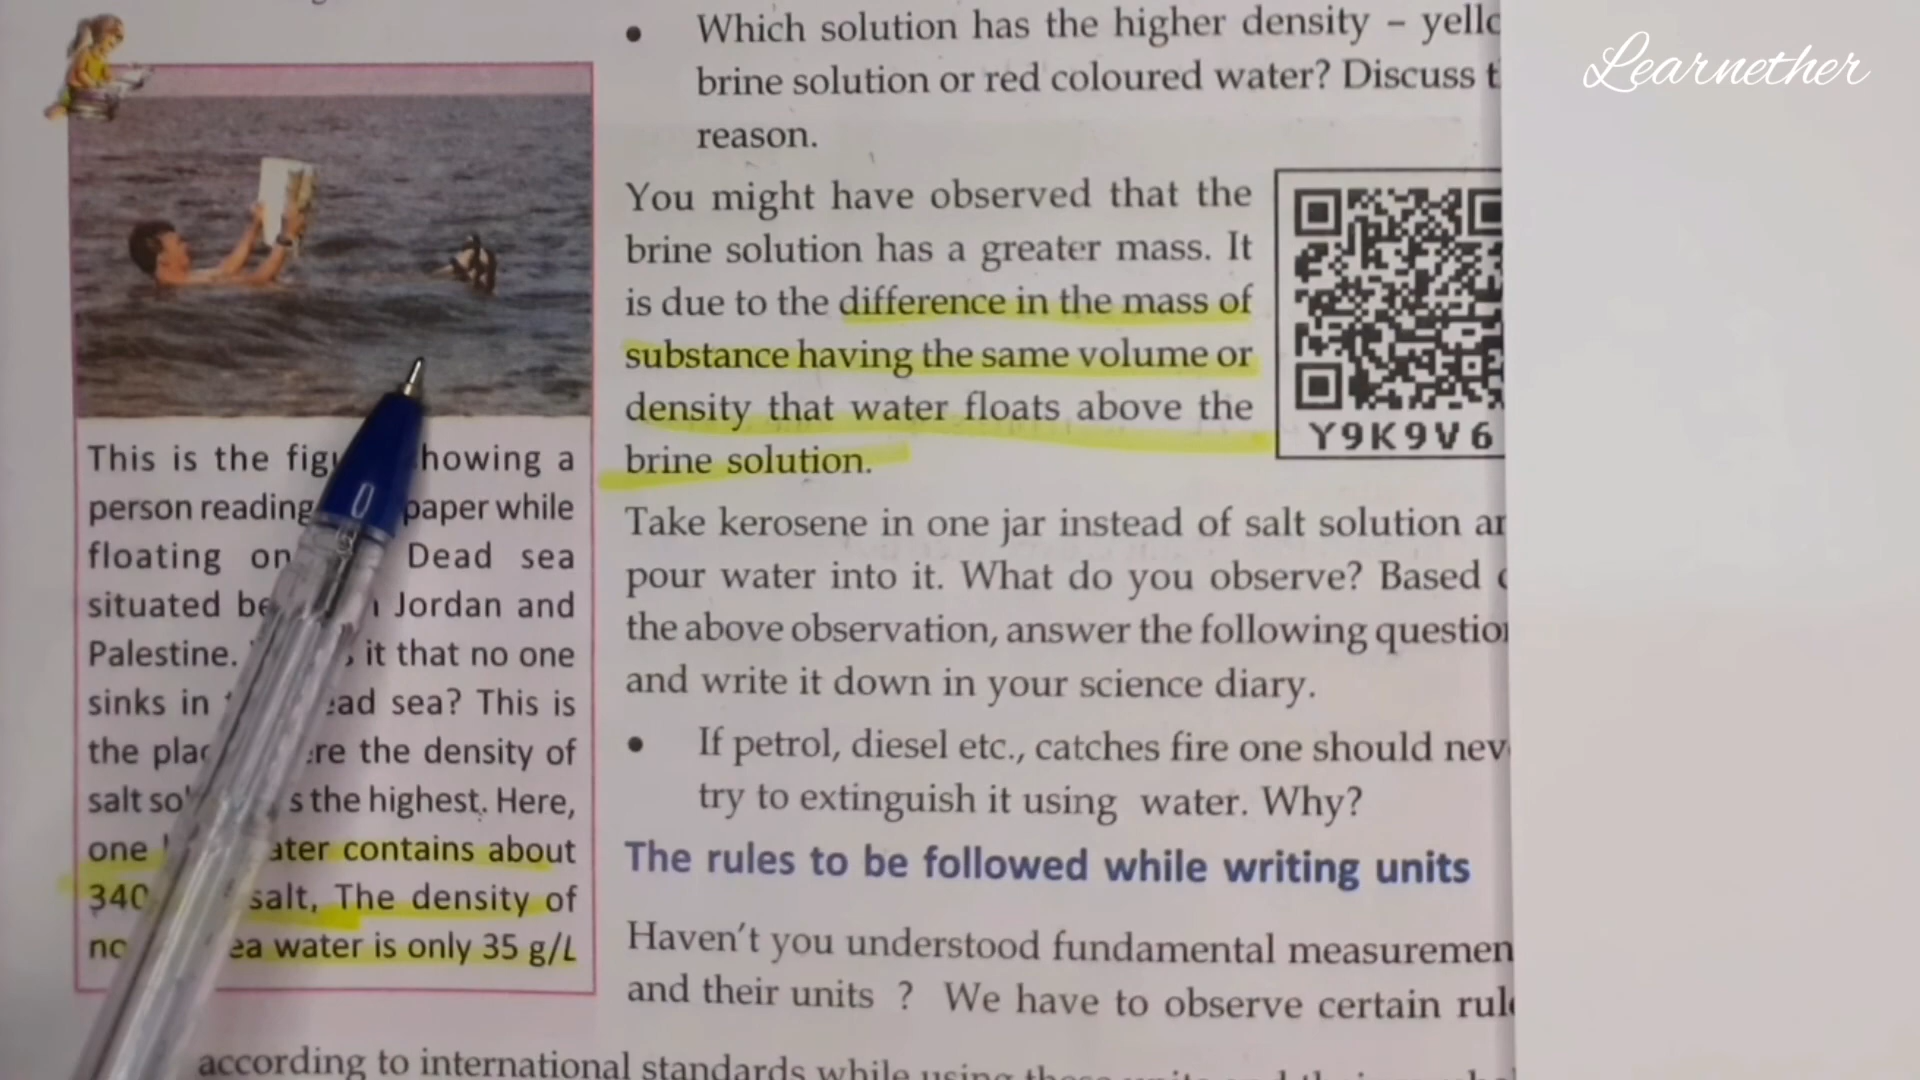 Learnether
• Which solution has the higher density – yello
brine solution or red coloured water? Discuss t
reason.
You might have observed that the
brine solution has a greater mass. It
is due to the difference in the mass of
substance having the same volume or
density that water floats above the
brine solution.
Y9K9V6
Take kerosene in one jar instead of salt solution an
pour water into it. What do you observe? Based
the above observation, answer the following question
and write it down in your science diary.
• If petrol, diesel etc., catches fire one should nev
try to extinguish it using water. Why?
The rules to be followed while writing units
Haven't you understood fundamental measuremen
and their units ? We have to observe certain rul
according to international standards while using
This is the fig howing a
person reading paper while
floating on Dead sea
situated be Jordan and
Palestine. it that no one
sinks in ead sea? This is
the plac re the density of
salt so s the highest. Here,
one ater contains about
340 salt, The density of
no ea water is only 35 g/L